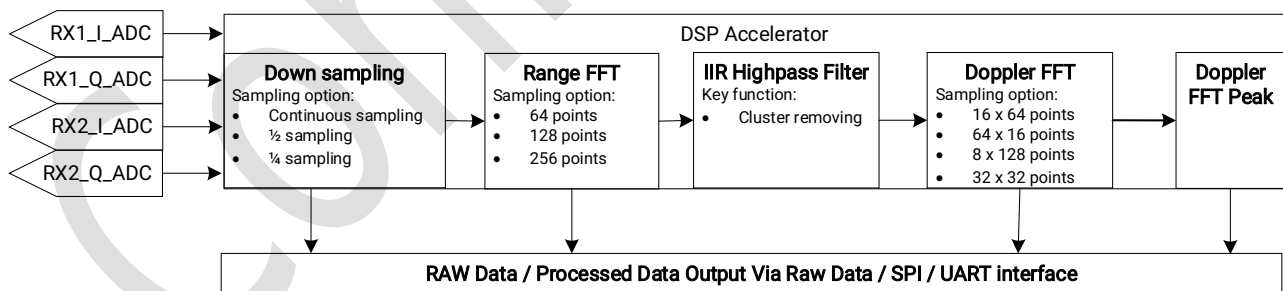 RX1_I_ADC
RX1_Q_ADC
RX2_I_ADC
RX2_Q_ADC
DSP Accelerator
Down sampling
Sampling option:
• Continuous sampling
• ½ sampling
• ¼ sampling
Range FFT
Sampling option:
• 64 points
• 128 points
• 256 points
IIR Highpass Filter
Key function:
• Cluster removing
Doppler FFT
Sampling option:
• 16 x 64 points
• 64 x 16 points
• 8 x 128 points
• 32 x 32 points
Doppler
FFT Peak
RAW Data / Processed Data Output Via Raw Data / SPI / UART interface